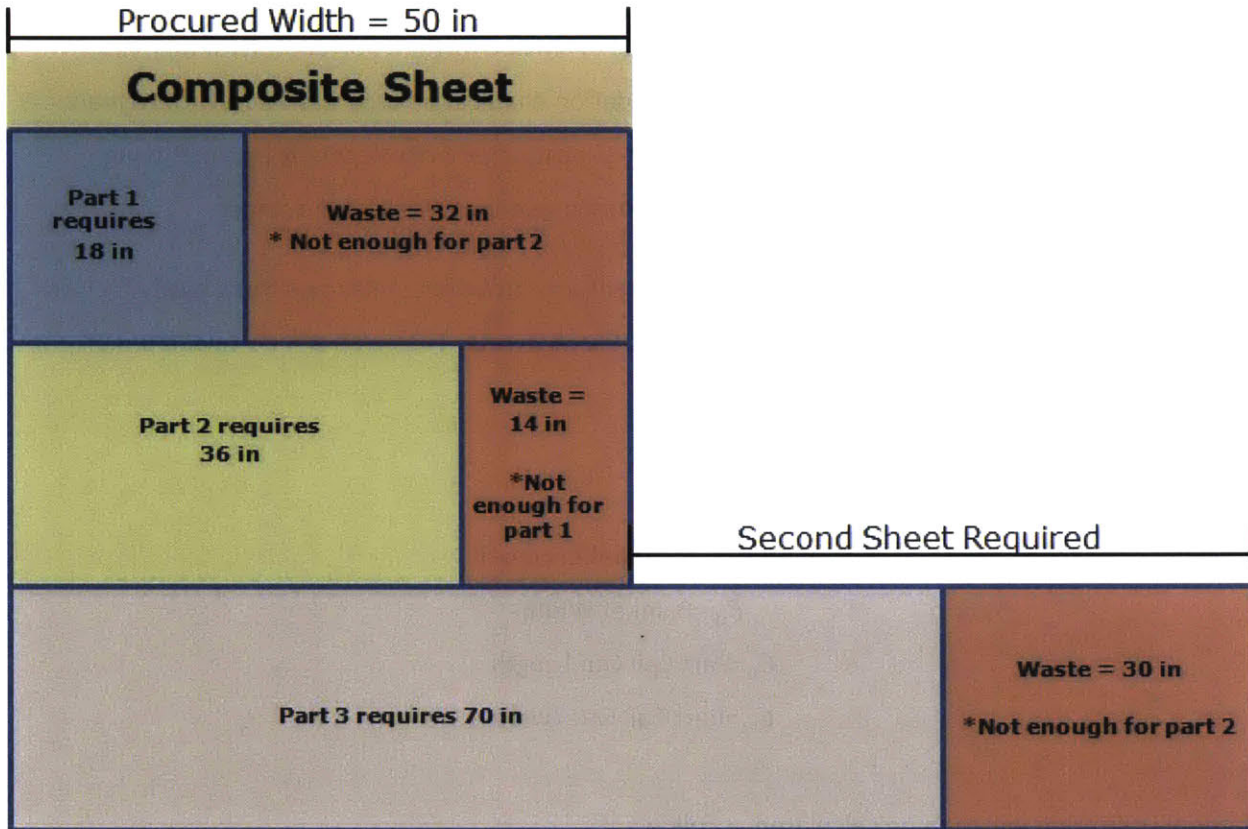 Procured Width = 50 in
Composite Sheet
Part 1
requires
18 in
Waste = 32 in
* Not enough for part 2
Part 2 requires
36 in
Waste =
14 in
*Not
enough for
part 1
Second Sheet Required
Part 3 requires 70 in
Waste = 30 in
*Not enough for part 2